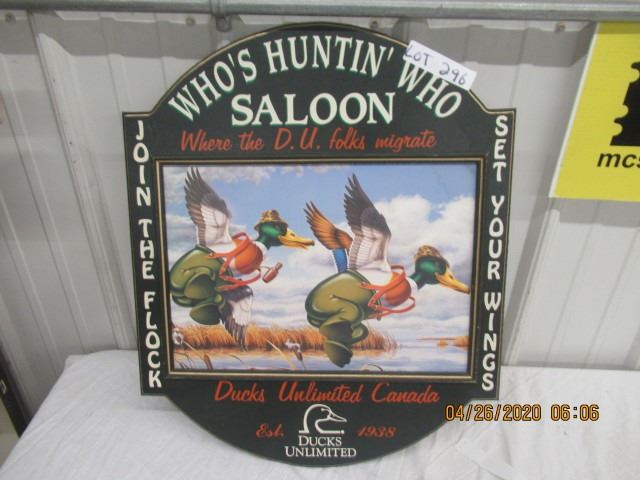 LOT 296
WHO'S HUNTIN' WHO
SALOON
Where the D.U. folks migrate
JOIN THE FLOCK
SET YOUR WINGS
Ducks Unlimited Canada
Est. 1938
DUCKS
UNLIMITED
mcs
04/26/2020 06:06